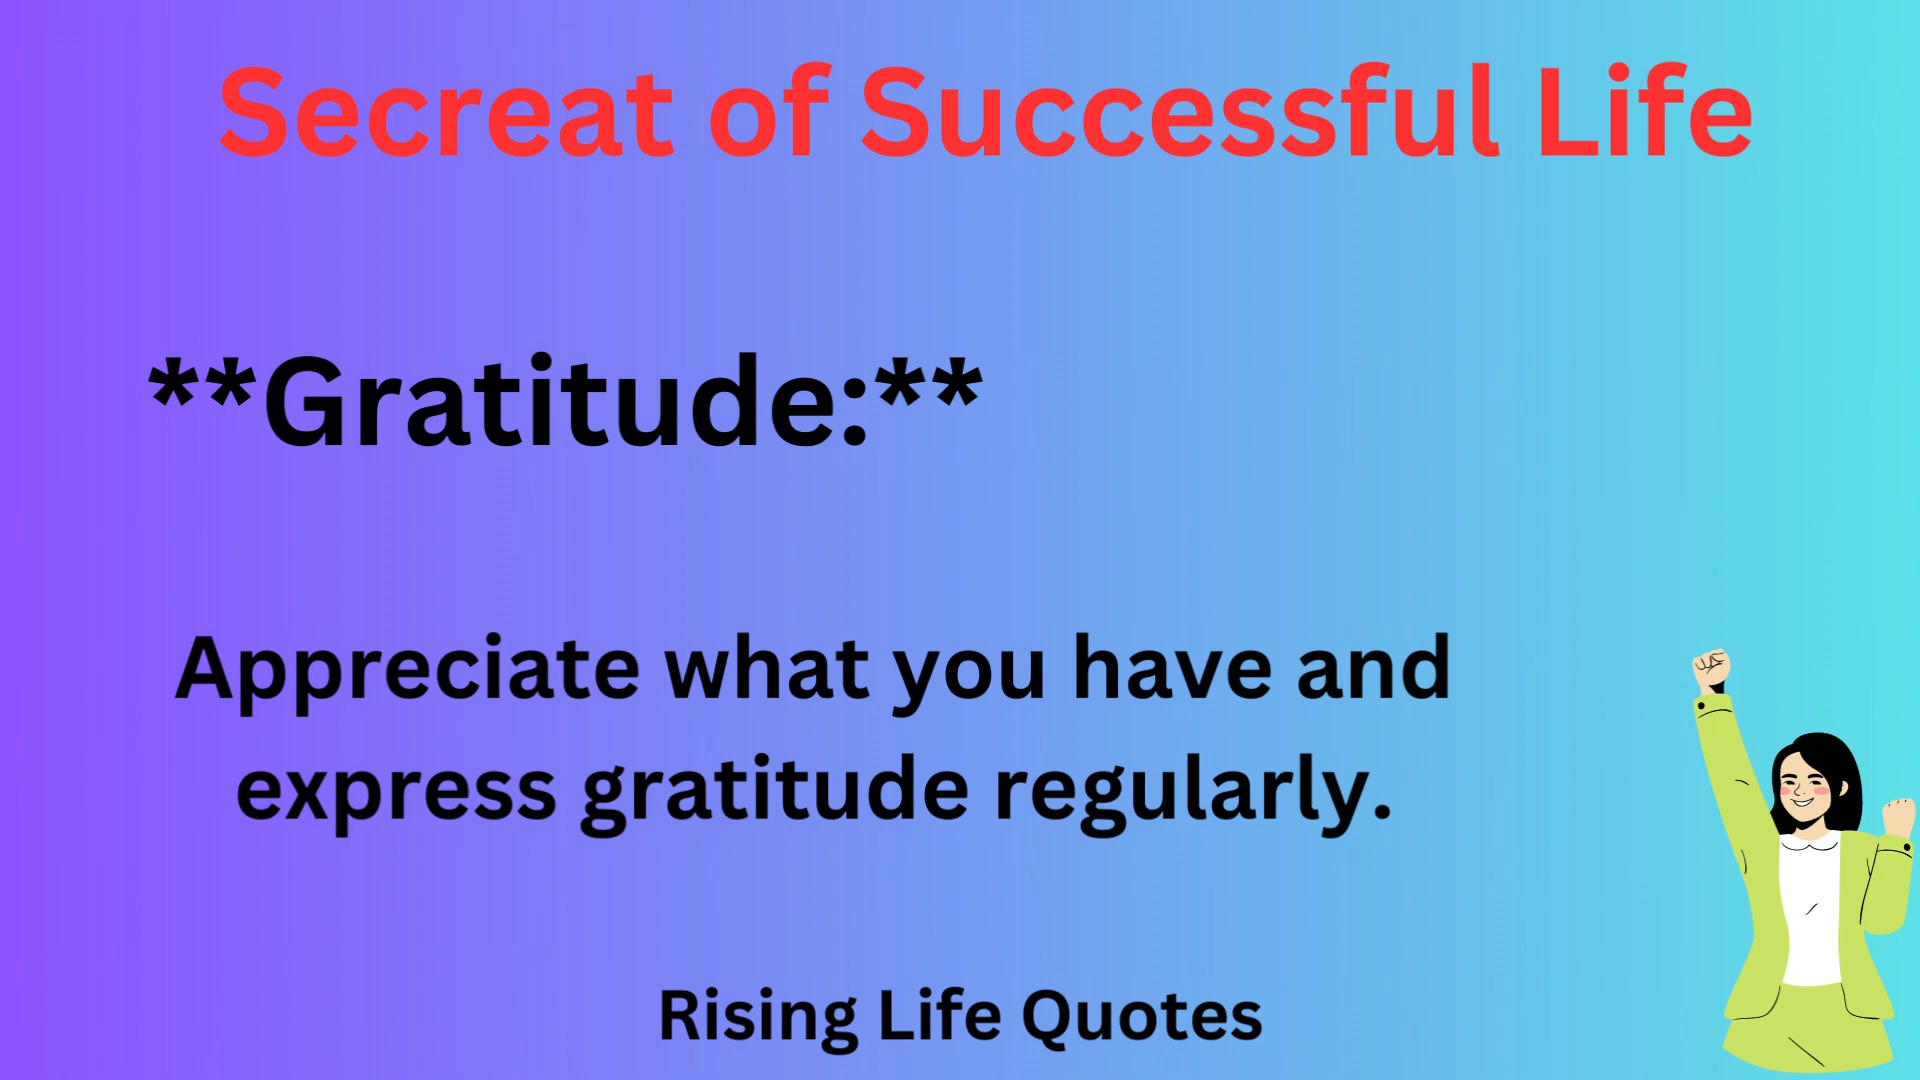 Secreat of Successful Life
**Gratitude:**
Appreciate what you have and
express gratitude regularly.
Rising Life Quotes